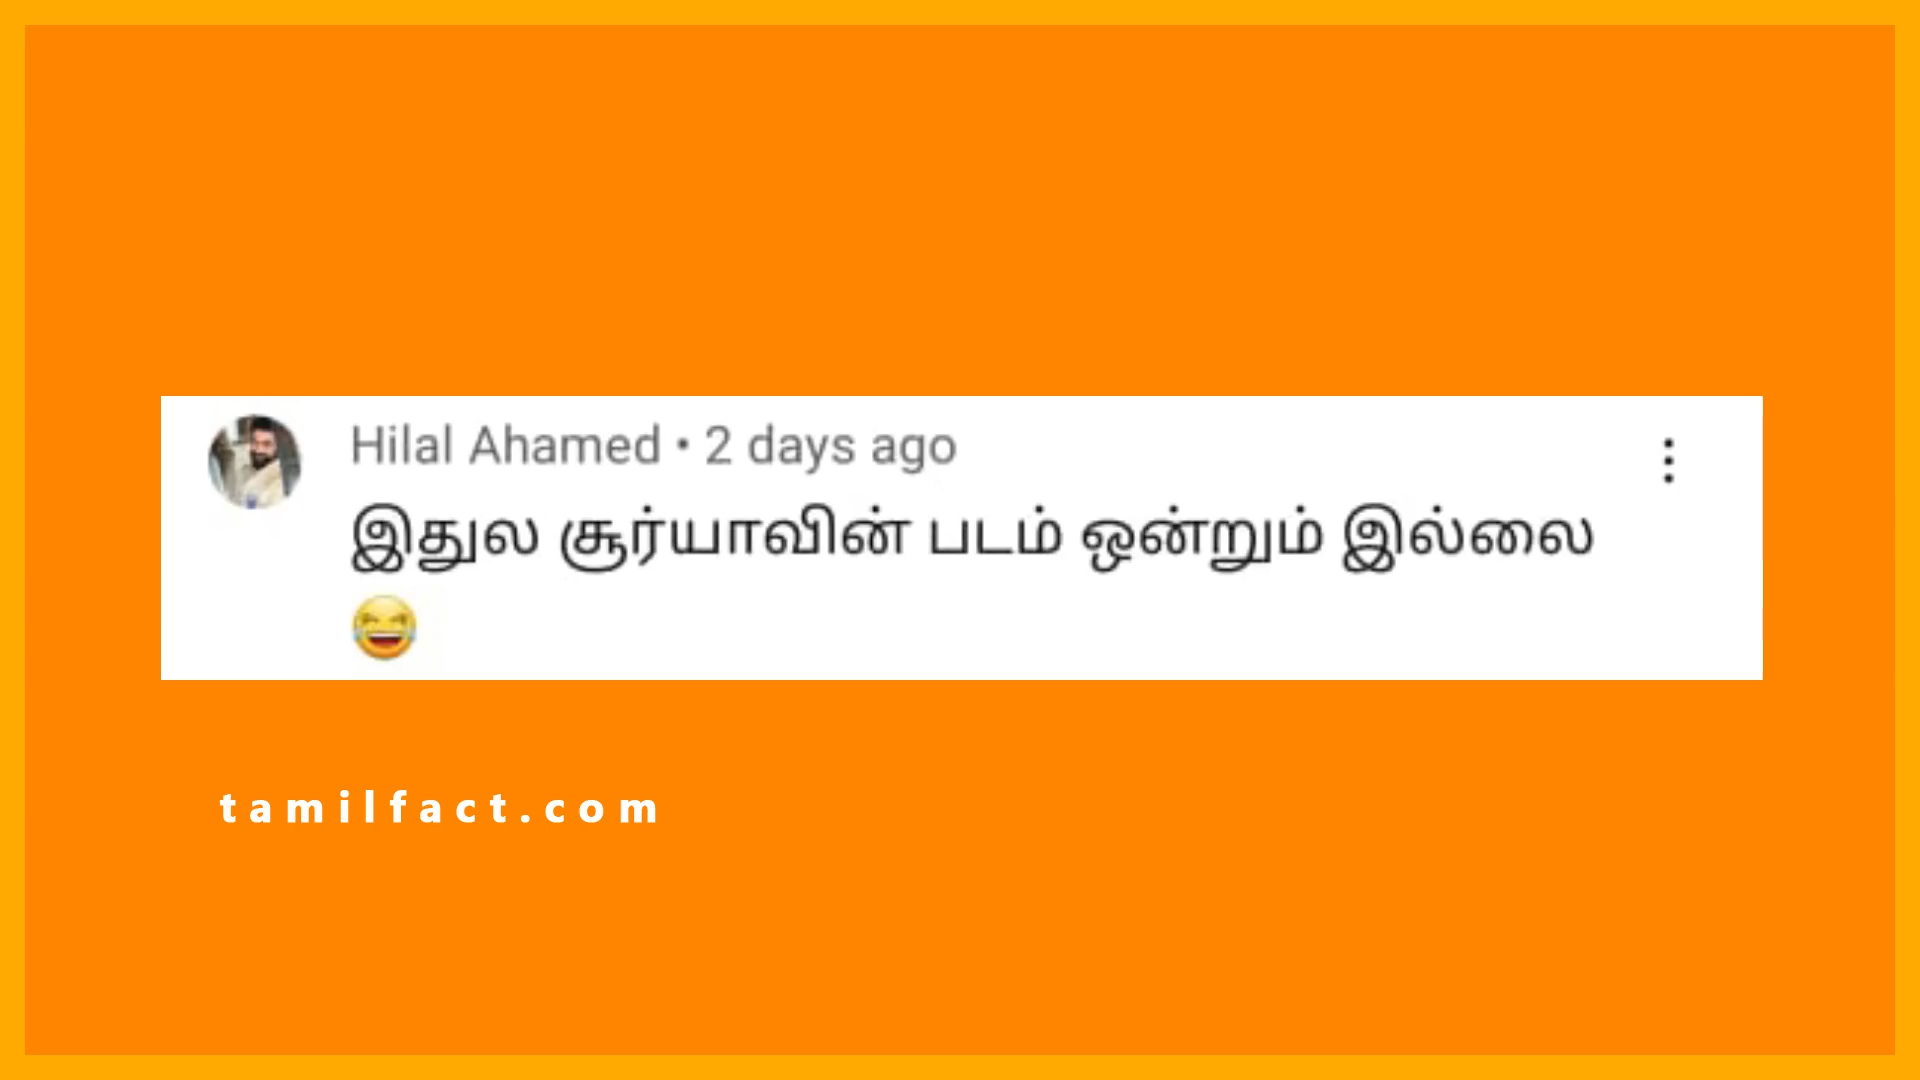 Hilal Ahamed • 2 days ago
இதுல சூர்யாவின் படம் ஒன்றும் இல்லை
😆
tamilfact.com